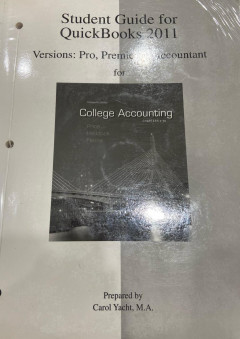 Student Guide for
QuickBooks 2011
Versions: Pro, Accountant
for
College Accounting
Prepared by
Carol Yacht, M.A.